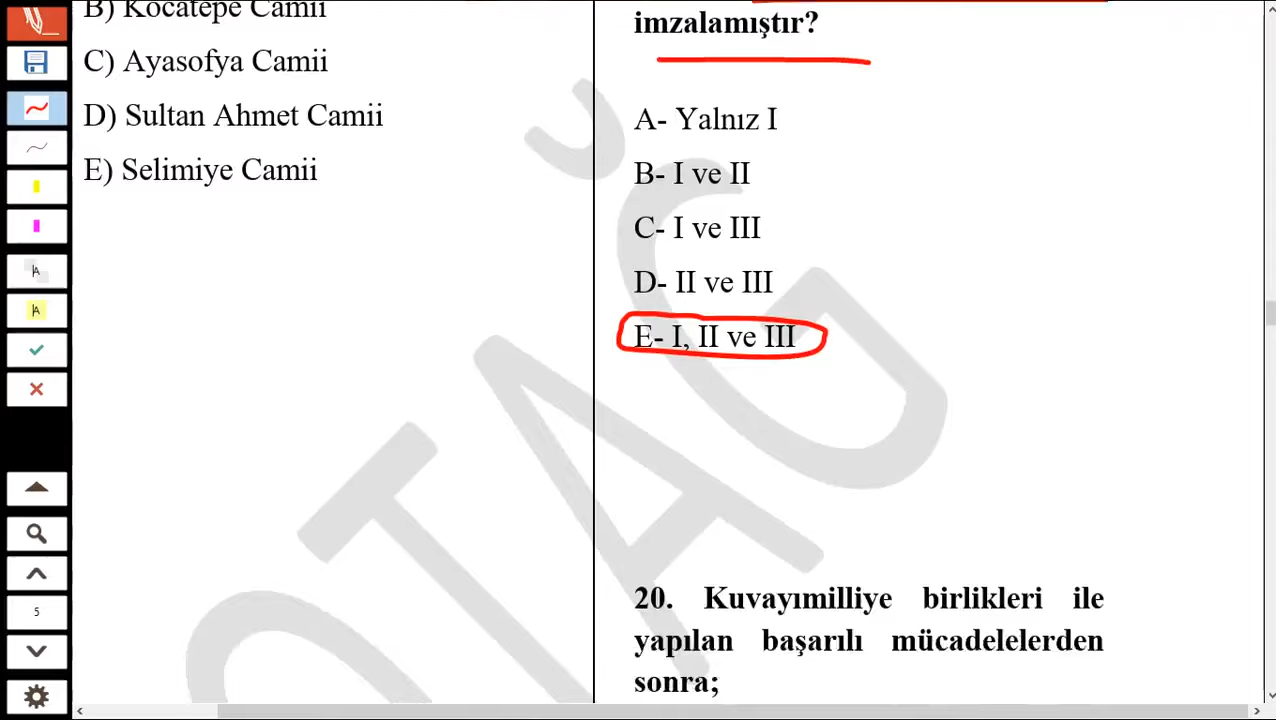 B) Kocatepe Camii
C) Ayasofya Camii
D) Sultan Ahmet Camii
E) Selimiye Camii
imzalamıştır?
A- Yalnız I
B- I ve II
C- I ve III
D- II ve III
E- I, II ve III
20. Kuvayımilliye birlikleri ile
yapılan başarılı mücadelelerden
sonra;
A
A
5